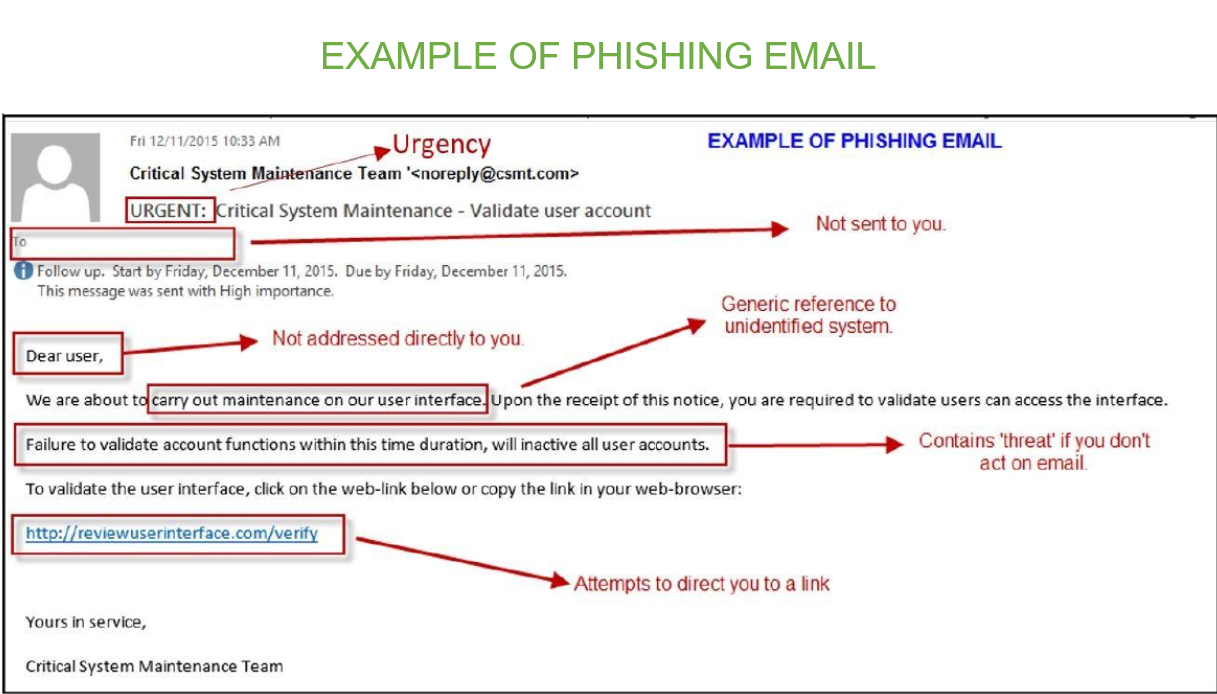 EXAMPLE OF PHISHING EMAIL
Fri 12/11/2015 10:33 AM
Urgency
EXAMPLE OF PHISHING EMAIL
Critical System Maintenance Team '<noreply@csmt.com>
URGENT: Critical System Maintenance - Validate user account
Not sent to you.
To
Follow up. Start by Friday, December 11, 2015. Due by Friday, December 11, 2015.
This message was sent with High importance.
Generic reference to
unidentified system.
Not addressed directly to you.
Dear user,
We are about to carry out maintenance on our user interface. Upon the receipt of this notice, you are required to validate users can access the interface.
Failure to validate account functions within this time duration, will inactive all user accounts.
Contains 'threat' if you don't
act on email.
To validate the user interface, click on the web-link below or copy the link in your web-browser:
http://reviewuserinterface.com/verify
Attempts to direct you to a link
Yours in service,
Critical System Maintenance Team